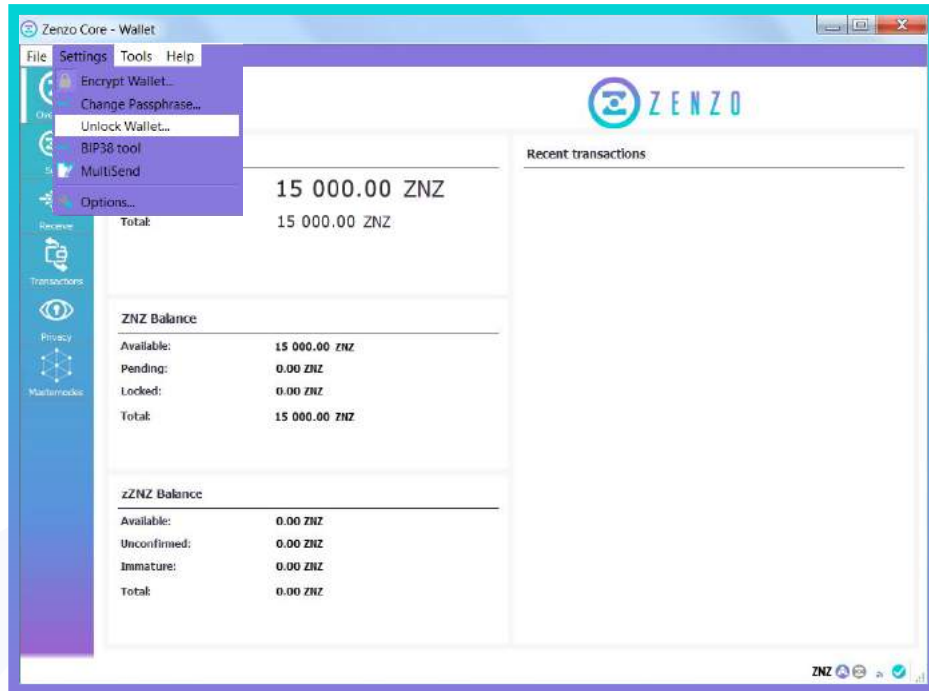 Zenzo Core - Wallet
File Settings Tools Help
Encrypt Wallet...
Change Passphrase...
Unlock Wallet...
BIP38 tool
MultiSend
Options...
Receive
Transactions
Privacy
Masternodes
ZENZO
15 000.00 ZNZ
Total: 15 000.00 ZNZ
ZNZ Balance
Available: 15 000.00 ZNZ
Pending: 0.00 ZNZ
Locked: 0.00 ZNZ
Total: 15 000.00 ZNZ
zZNZ Balance
Available: 0.00 ZNZ
Unconfirmed: 0.00 ZNZ
Immature: 0.00 ZNZ
Total: 0.00 ZNZ
Recent transactions
ZNZ